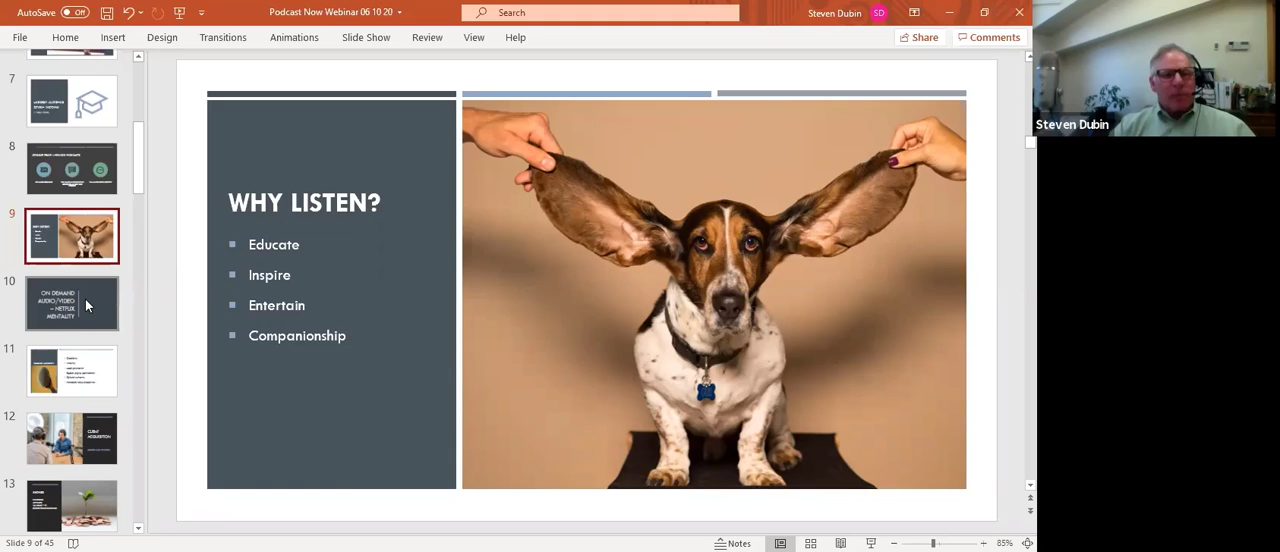 AutoSave Off Podcast Now Webinar 06 10 20 Search Steven Dubin SD
File Home Insert Design Transitions Animations Slide Show Review View Help Share Comments
7
8
9
10
11
12
13
WHY LISTEN?
Educate
Inspire
Entertain
Companionship
WHY LISTEN?
ON DEMAND
AUDIO/VIDEO
– NETFLIX
MENTALITY
CLIENT
ACQUISITION
Steven Dubin
Slide 9 of 45 Notes 85%